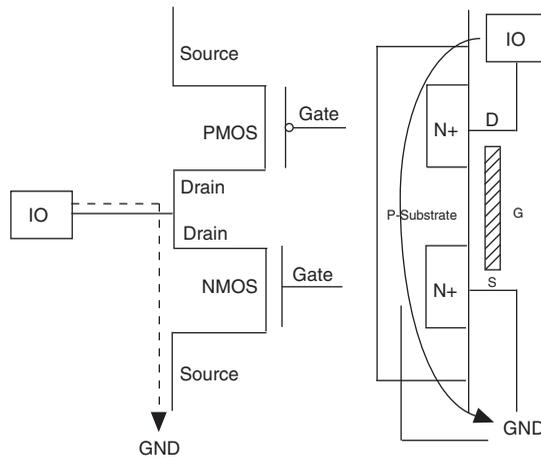 Source
PMOS
Gate
Drain
IO
Drain
NMOS
Gate
Source
GND
IO
N+
D
P-Substrate
G
N+
S
GND